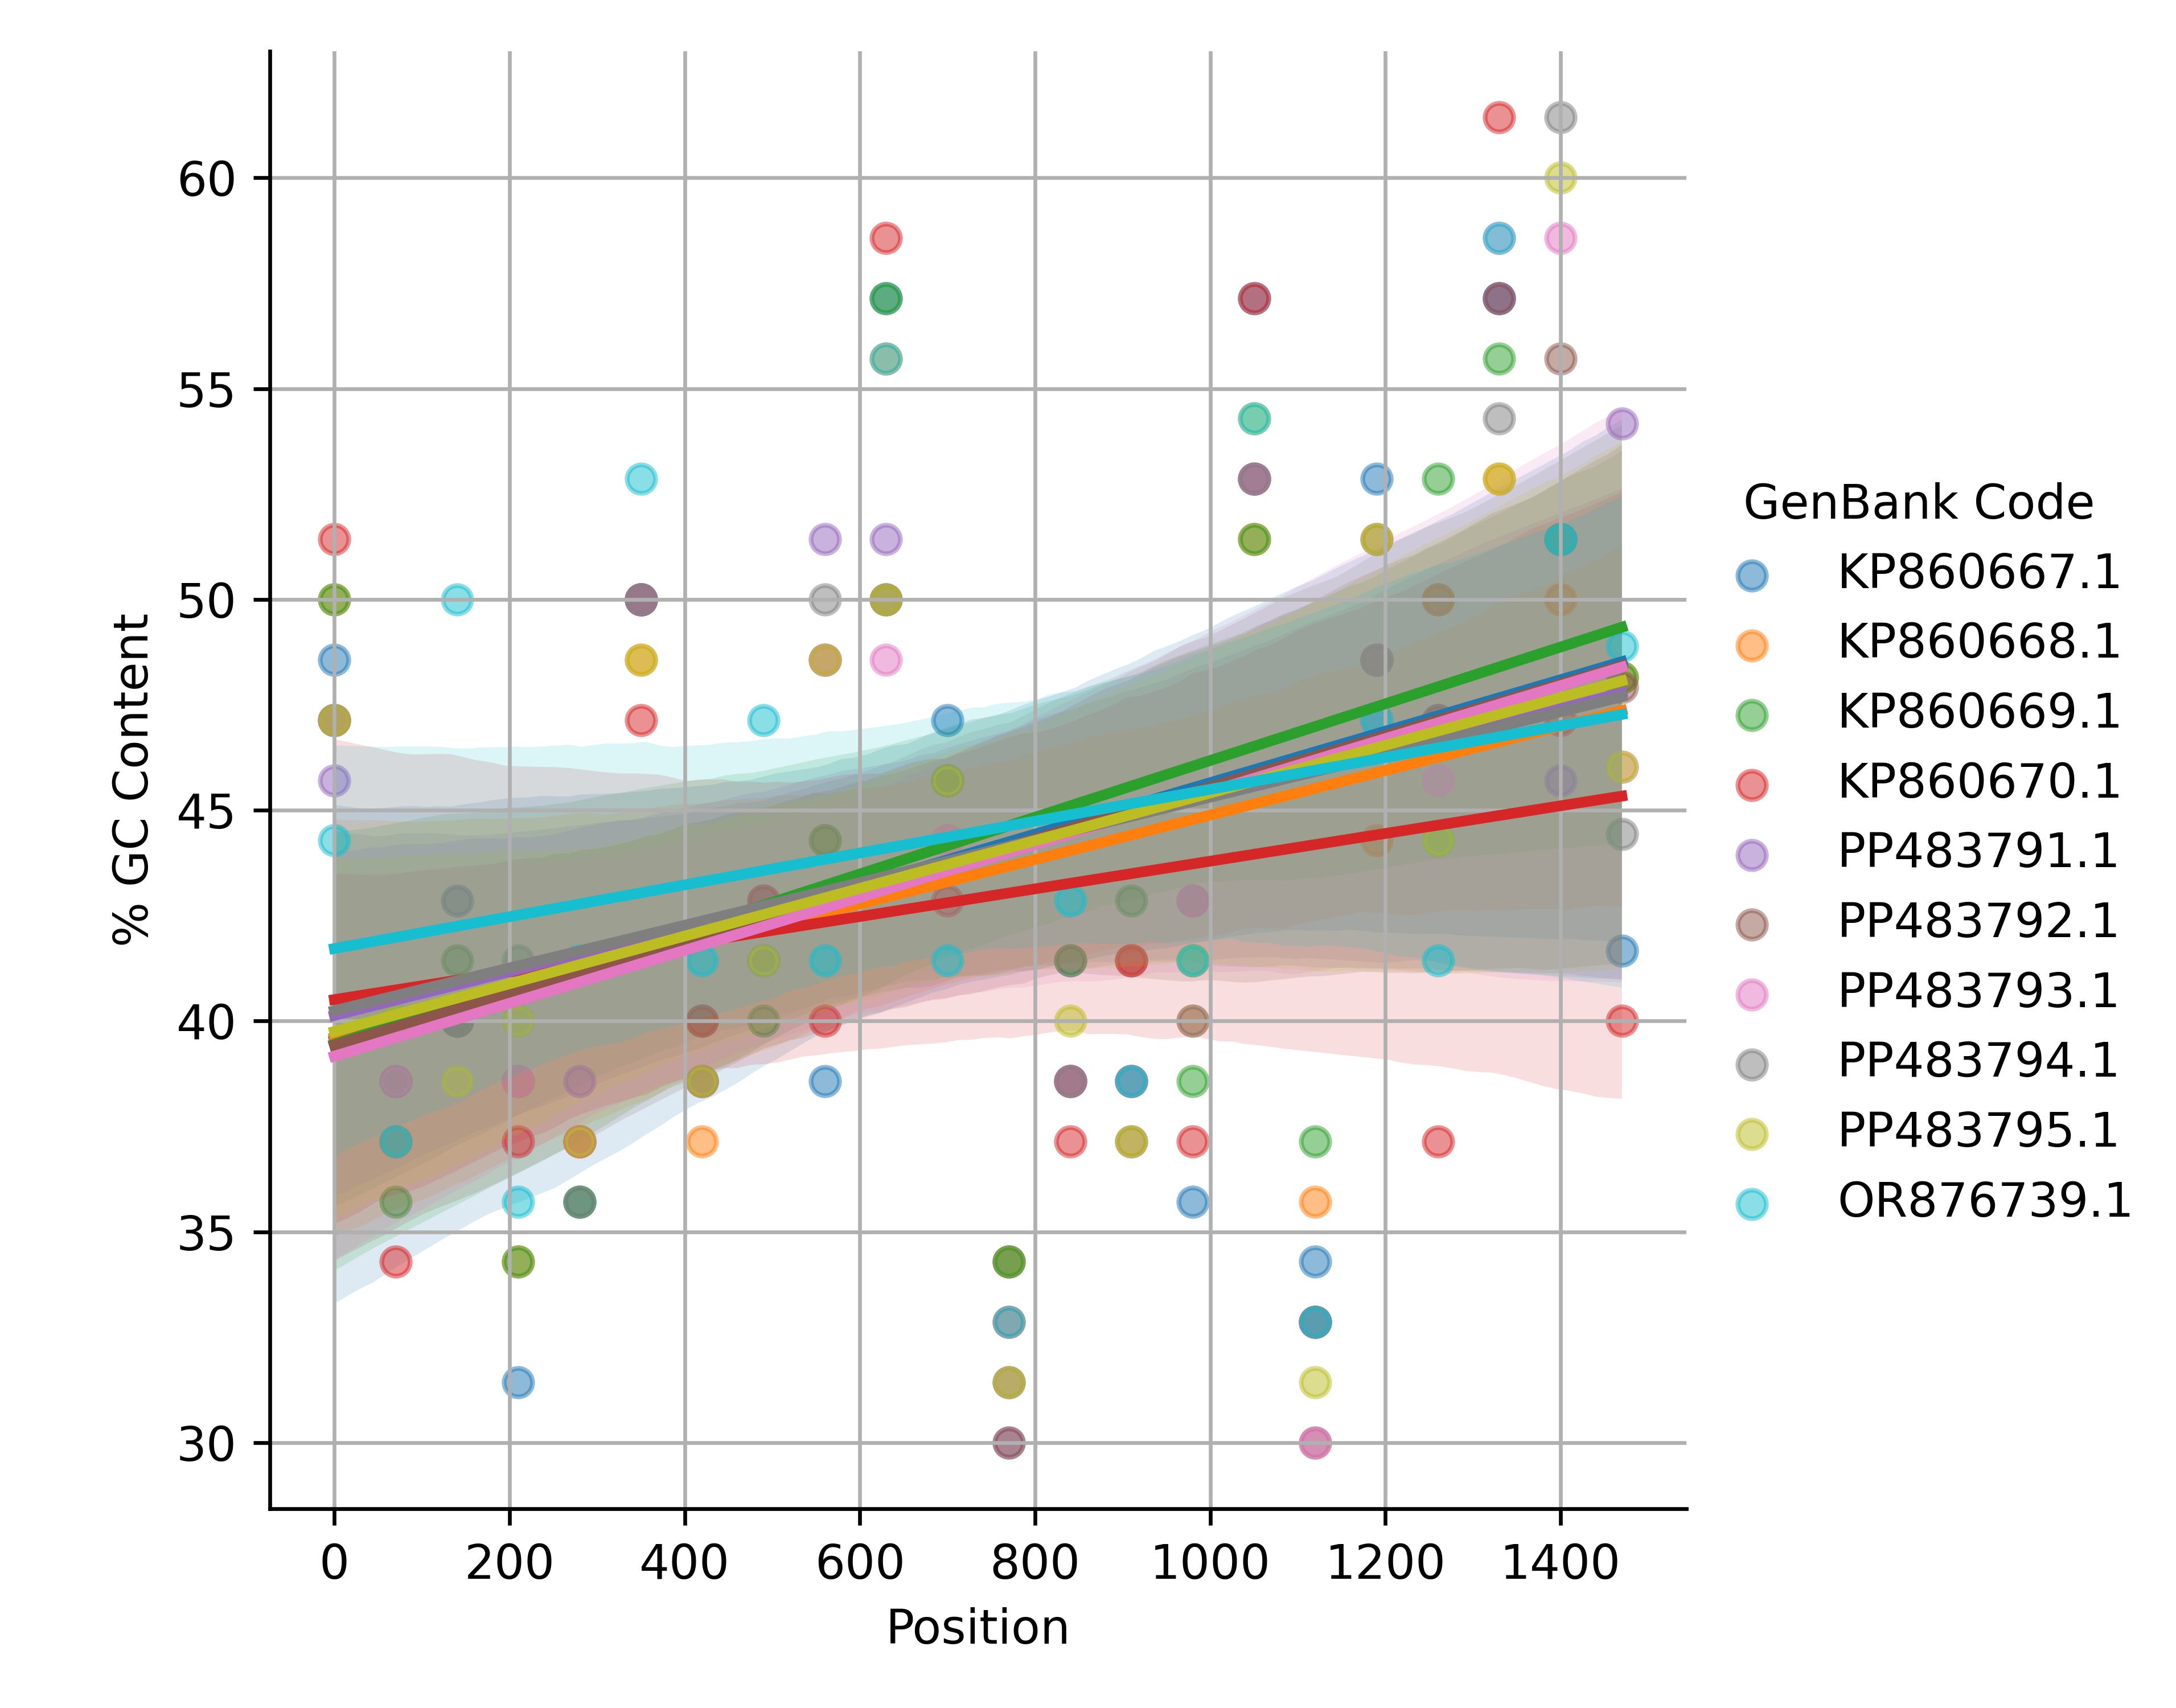 60
55
50
45
40
35
30
% GC Content
0 200 400 600 800 1000 1200 1400
Position
GenBank Code
KP860667.1
KP860668.1
KP860669.1
KP860670.1
PP483791.1
PP483792.1
PP483793.1
PP483794.1
PP483795.1
OR876739.1